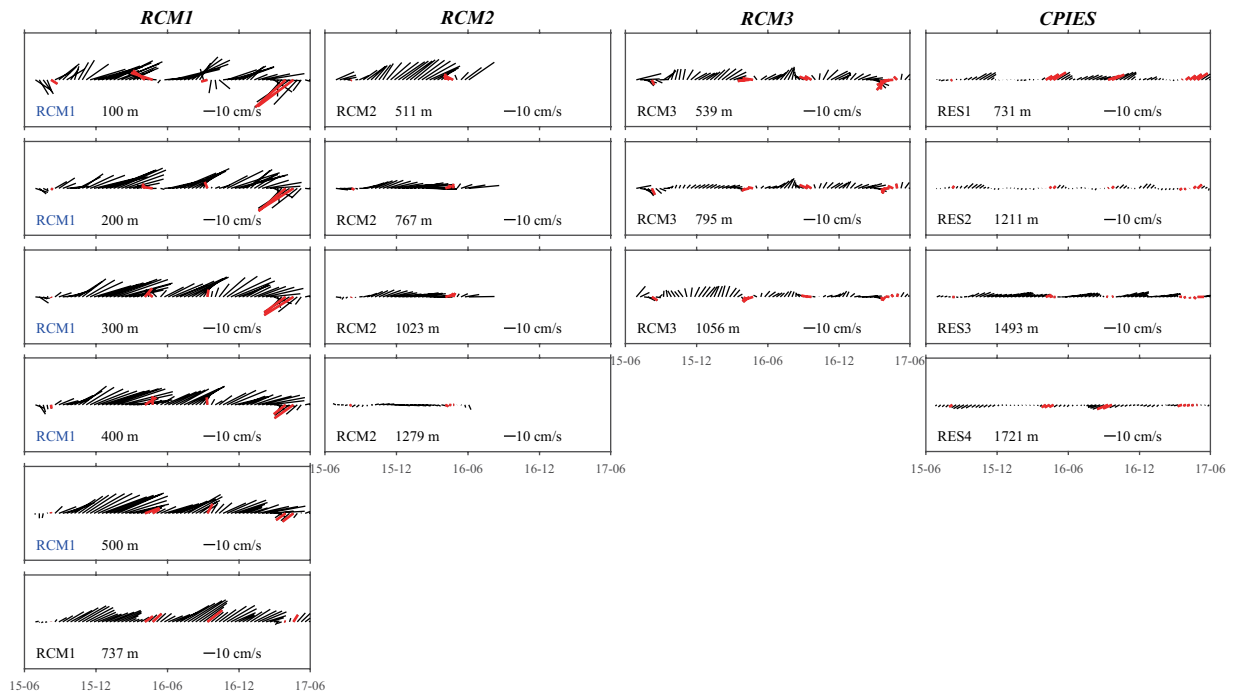 RCM1 RCM2 RCM3 CPIES
RCM1 100 m 10 cm/s
RCM2 511 m 10 cm/s
RCM3 539 m 10 cm/s
RES1 731 m 10 cm/s
RCM1 200 m 10 cm/s
RCM2 767 m 10 cm/s
RCM3 795 m 10 cm/s
RES2 1211 m 10 cm/s
RCM1 300 m 10 cm/s
RCM2 1023 m 10 cm/s
RCM3 1056 m 10 cm/s
RES3 1493 m 10 cm/s
15-06 15-12 16-06 16-12 17-06
RCM1 400 m 10 cm/s
RCM2 1279 m 10 cm/s
RES4 1721 m 10 cm/s
15-06 15-12 16-06 16-12 17-06
15-06 15-12 16-06 16-12 17-06
RCM1 500 m 10 cm/s
RCM1 737 m 10 cm/s
15-06 15-12 16-06 16-12 17-06